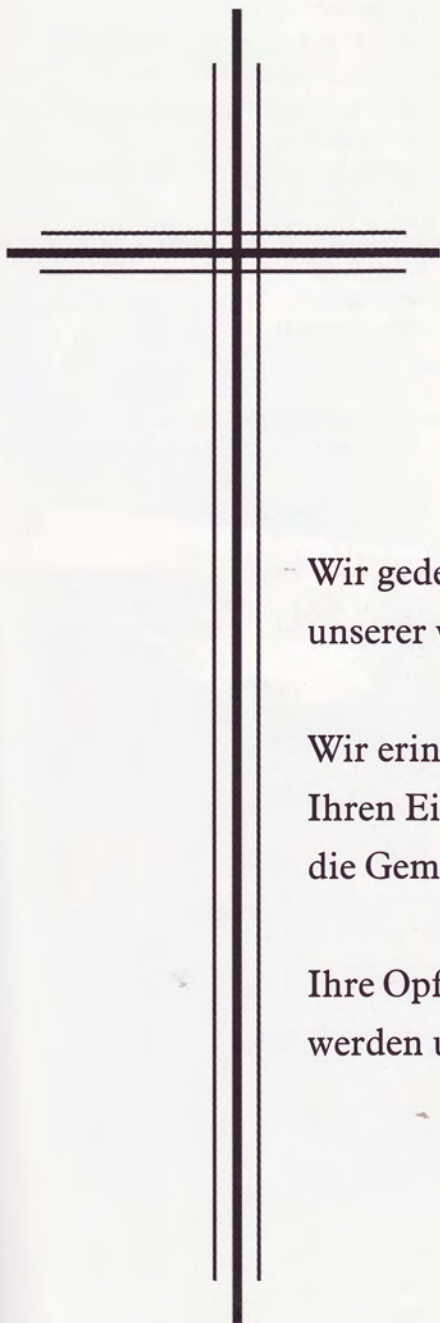 Wir gede
unserer
Wir erin
Ihren Ei
die Gem
Ihre Opf
werden u